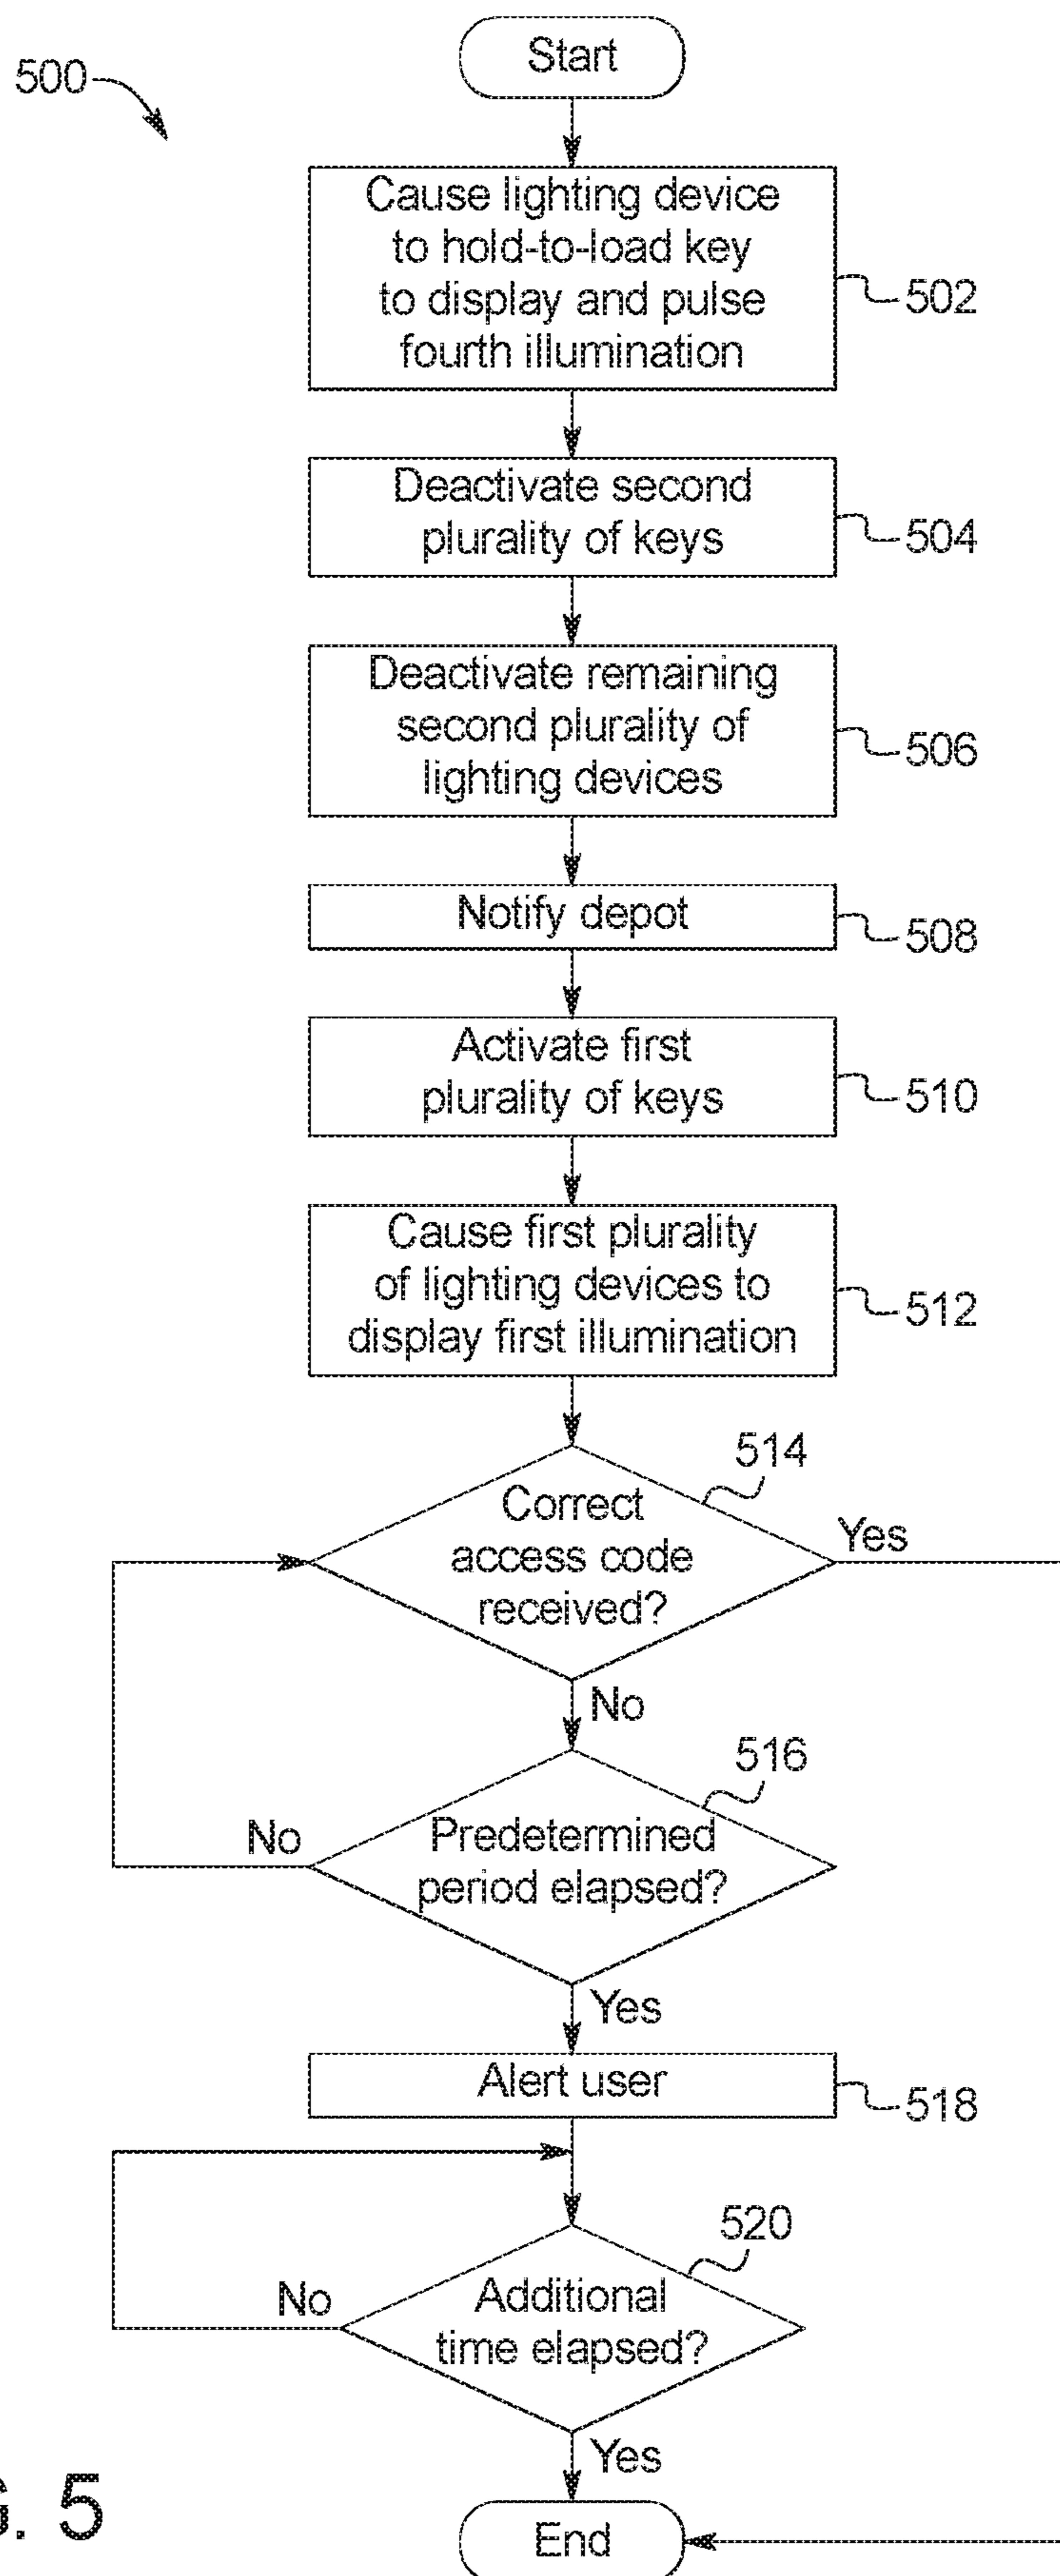 Start
500
Cause lighting device
to hold-to-load key
to display and pulse
fourth illumination
502
Deactivate second
plurality of keys
504
Deactivate remaining
second plurality of
lighting devices
506
Notify depot
508
Activate first
plurality of keys
510
Cause first plurality
of lighting devices to
display first illumination
512
514
Correct
access code
received?
Yes
No
516
Predetermined
period elapsed?
No
Yes
Alert user
518
520
Additional
time elapsed?
No
Yes
G. 5
End